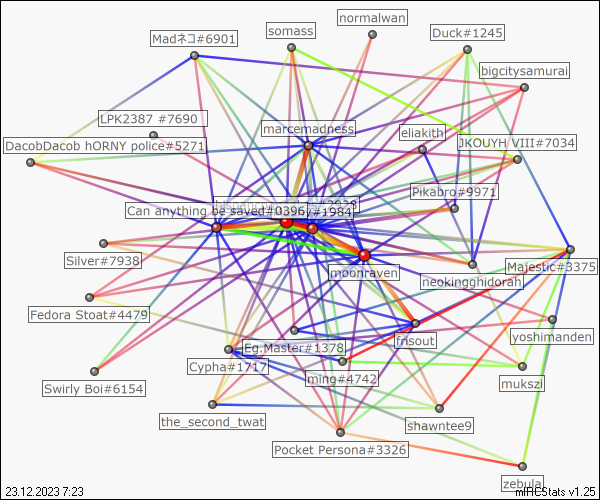 normalwan
somass
Duck#1245
Madネコ#6901
bigcitysamurai
LPK2387 #7690
marcemadness
eliakith
DacobDacob hORNY police#5271
JKOUYH VIII#7034
Pikabro#9971
Can anything be saved#0396
#1984
Silver#7938
moonraven
Majestic#3375
neokingghidorah
Fedora Stoat#4479
yoshimanden
frisout
Eg.Master#1378
Cypha#1717
ming#4742
mukszi
Swirly Boi#6154
the_second_twat
shawntee9
Pocket Persona#3326
zebula
23.12.2023 7:23
mIRCStats v1.25